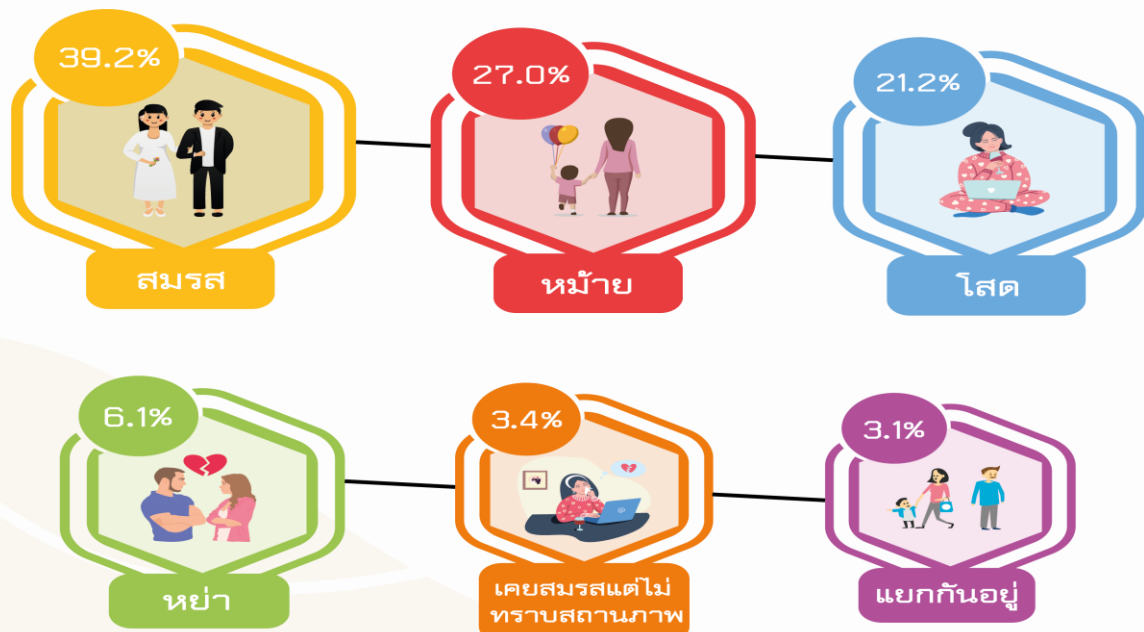 39.2%
สมรส
27.0%
หม้าย
21.2%
โสด
6.1%
หย่า
3.4%
เคยสมรสแต่ไม่
ทราบสถานภาพ
3.1%
แยกกันอยู่